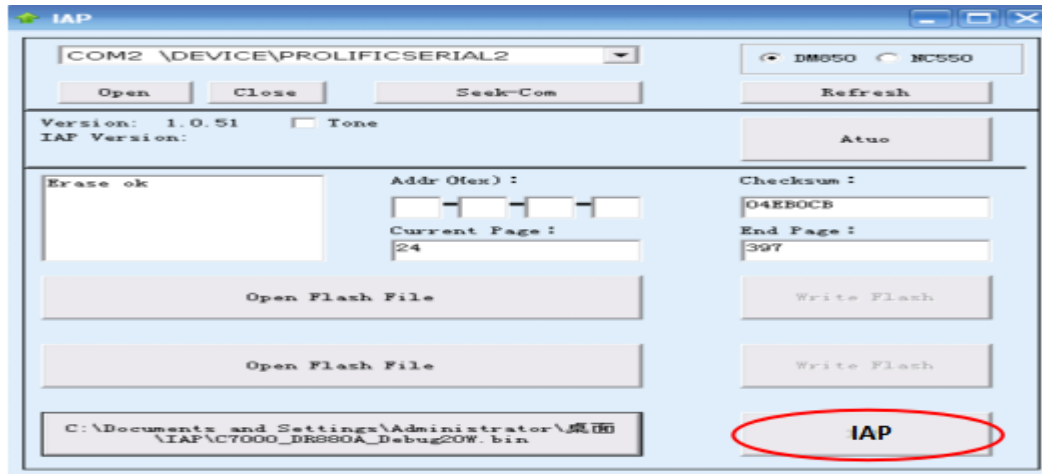 IAP
COM2 \DEVICE\PROLIFICSERIAL2
DM850 NC550
Open Close Seek-Com Refresh
Version: 1.0.51 Tone
IAP Version:
Atuo
Erase ok
Addr(Hex):
Checksum:
- - -
04EB0CB
Current Page:
End Page:
24
397
Open Flash File
Write Flash
Open Flash File
Write Flash
C:\Documents and Settings\Administrator\桌面
\IAP\C7000_DR880A_Debug20W.bin
IAP